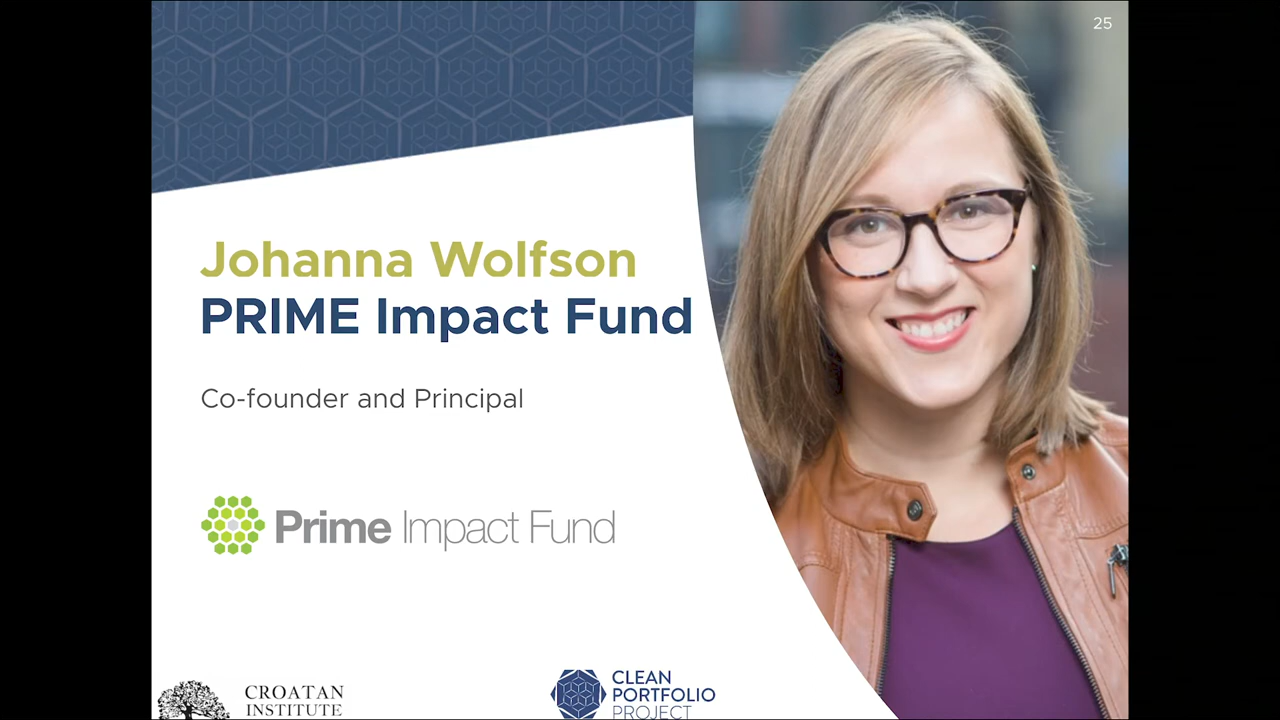 25
Johanna Wolfson
PRIME Impact Fund
Co-founder and Principal
Prime Impact Fund
CROATAN
INSTITUTE
CLEAN
PORTFOLIO
PROJECT